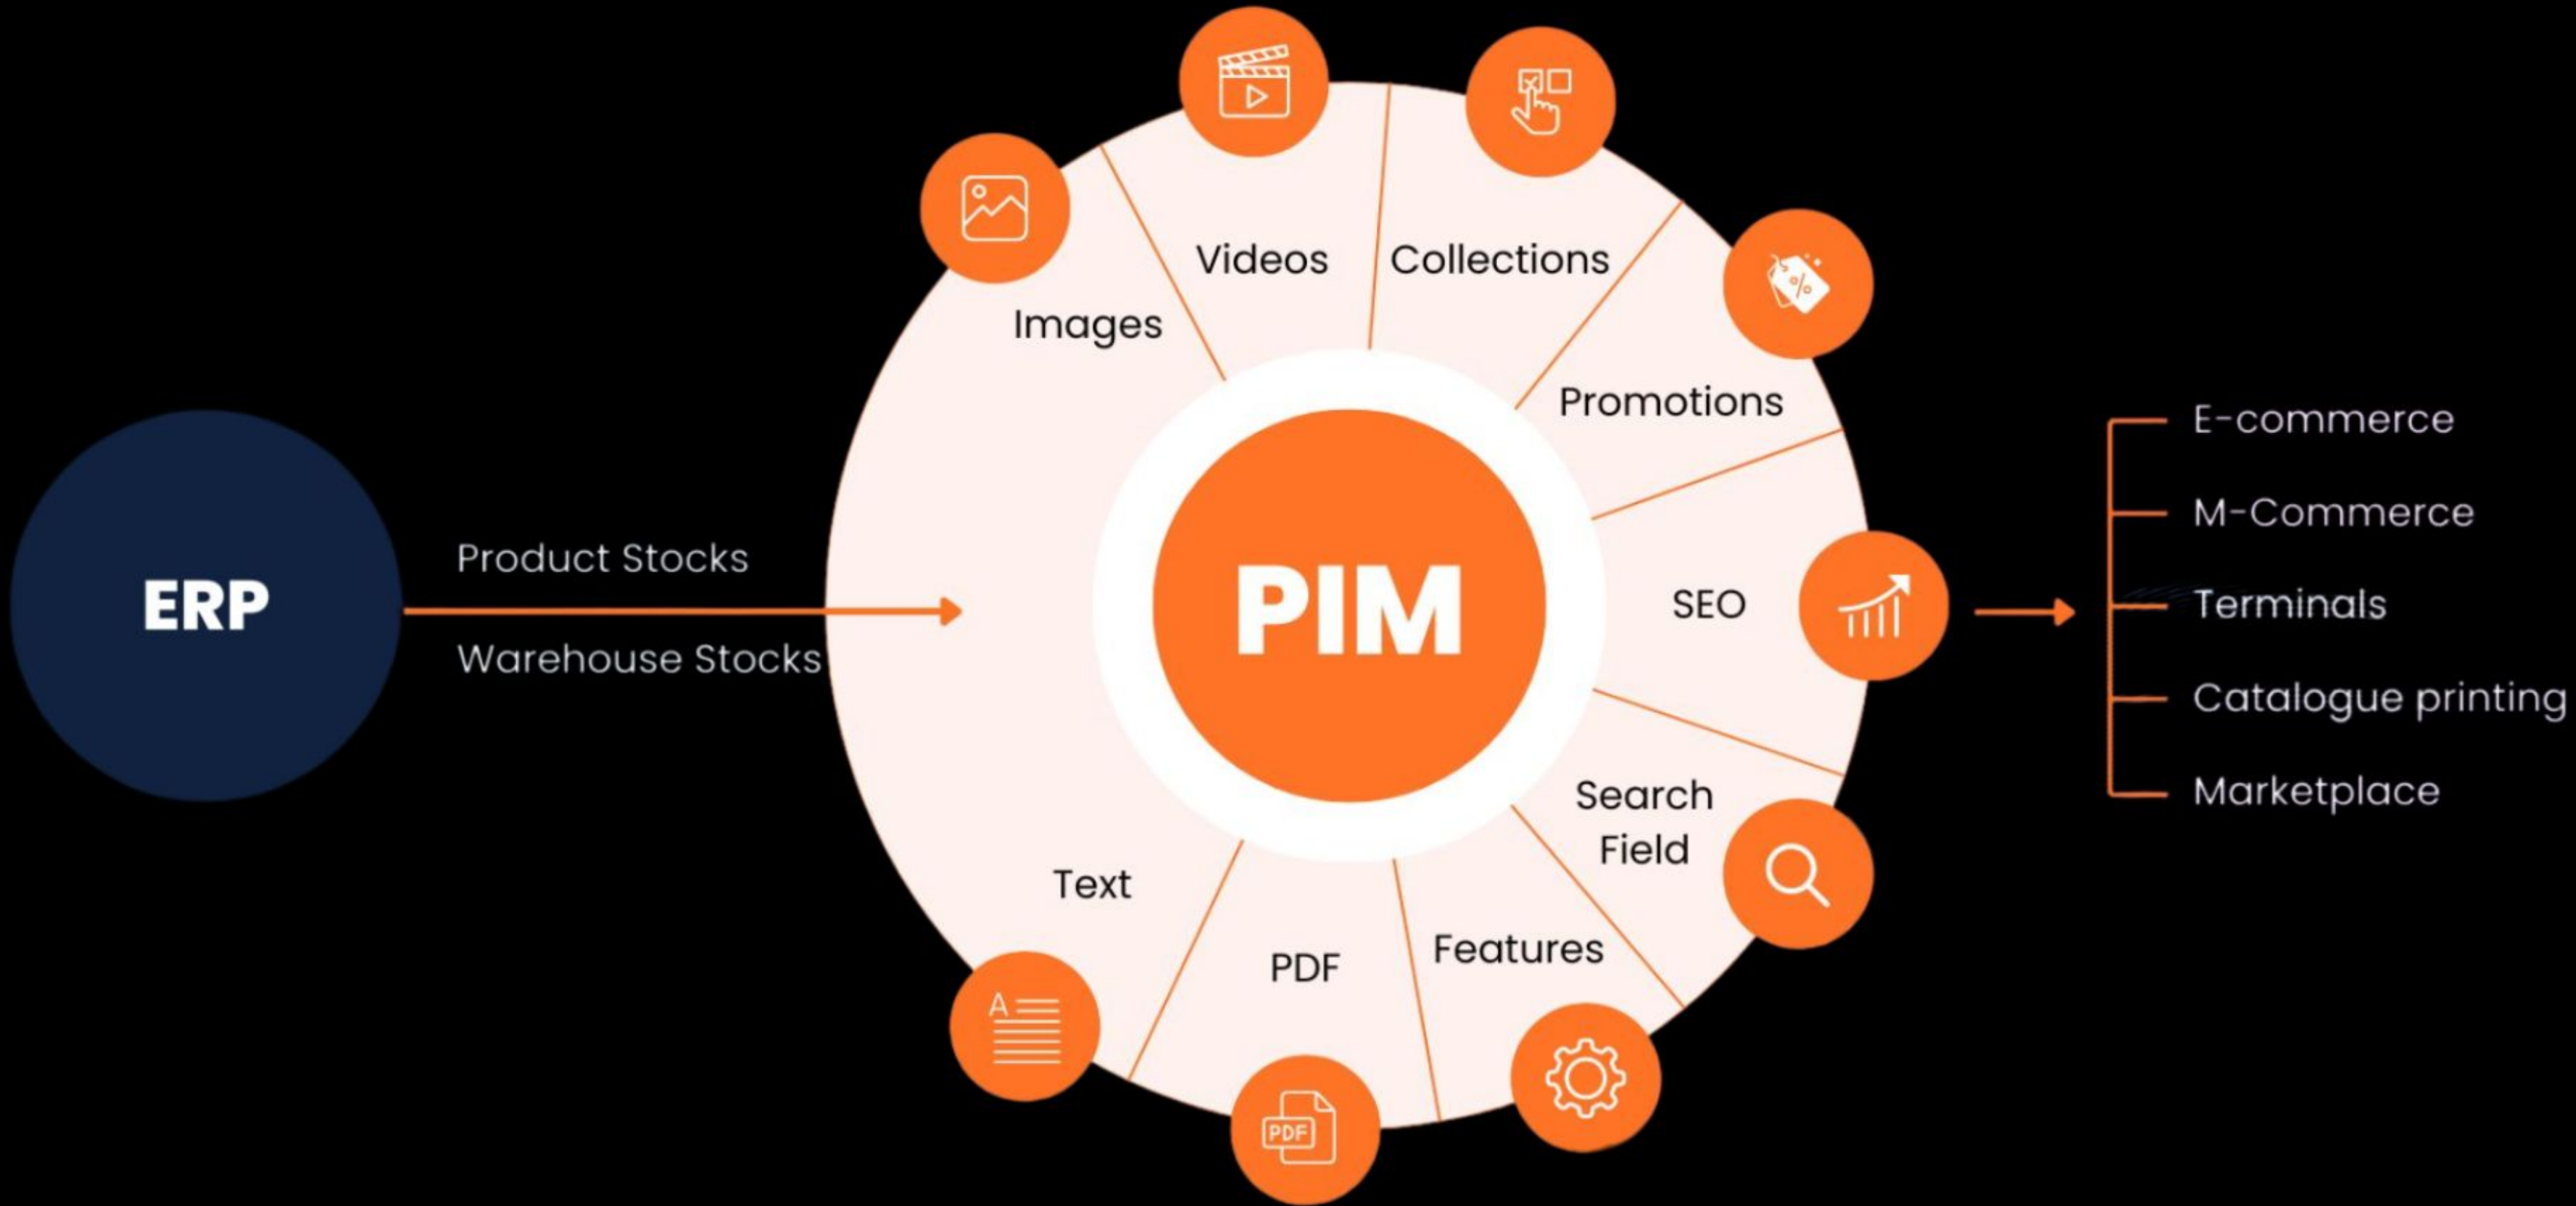 ERP
Product Stocks
Warehouse Stocks
Images
Videos
Collections
Promotions
SEO
Search
Field
Features
PDF
PDF
Text
A
PIM
E-commerce
M-Commerce
Terminals
Catalogue printing
Marketplace